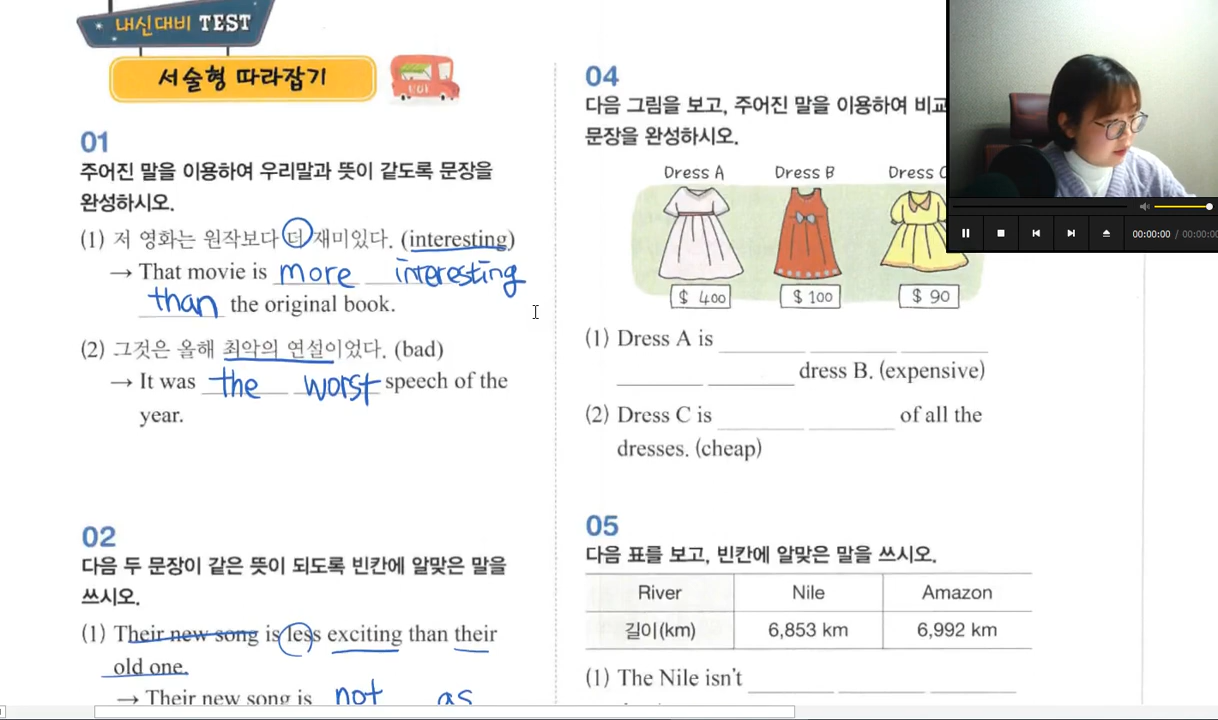 내신대비 TEST
서술형 따라잡기
01
주어진 말을 이용하여 우리말과 뜻이 같도록 문장을
완성하시오.
(1) 저 영화는 원작보다 더 재미있다. (interesting)
→ That movie is more interesting
than the original book.
(2) 그것은 올해 최악의 연설이었다. (bad)
→ It was the worst speech of the
year.
02
다음 두 문장이 같은 뜻이 되도록 빈칸에 알맞은 말을
쓰시오.
(1) Their new song is less exciting than their
old one.
→ Their new song is not as
04
다음 그림을 보고, 주어진 말을 이용하여 비교
문장을 완성하시오.
Dress A Dress B Dress
$ 400 $ 100 $ 90
(1) Dress A is
dress B. (expensive)
(2) Dress C is of all the
dresses. (cheap)
05
다음 표를 보고, 빈칸에 알맞은 말을 쓰시오.
River Nile Amazon
길이(km) 6,853 km 6,992 km
(1) The Nile isn't
00:00:00 / 00:00:0